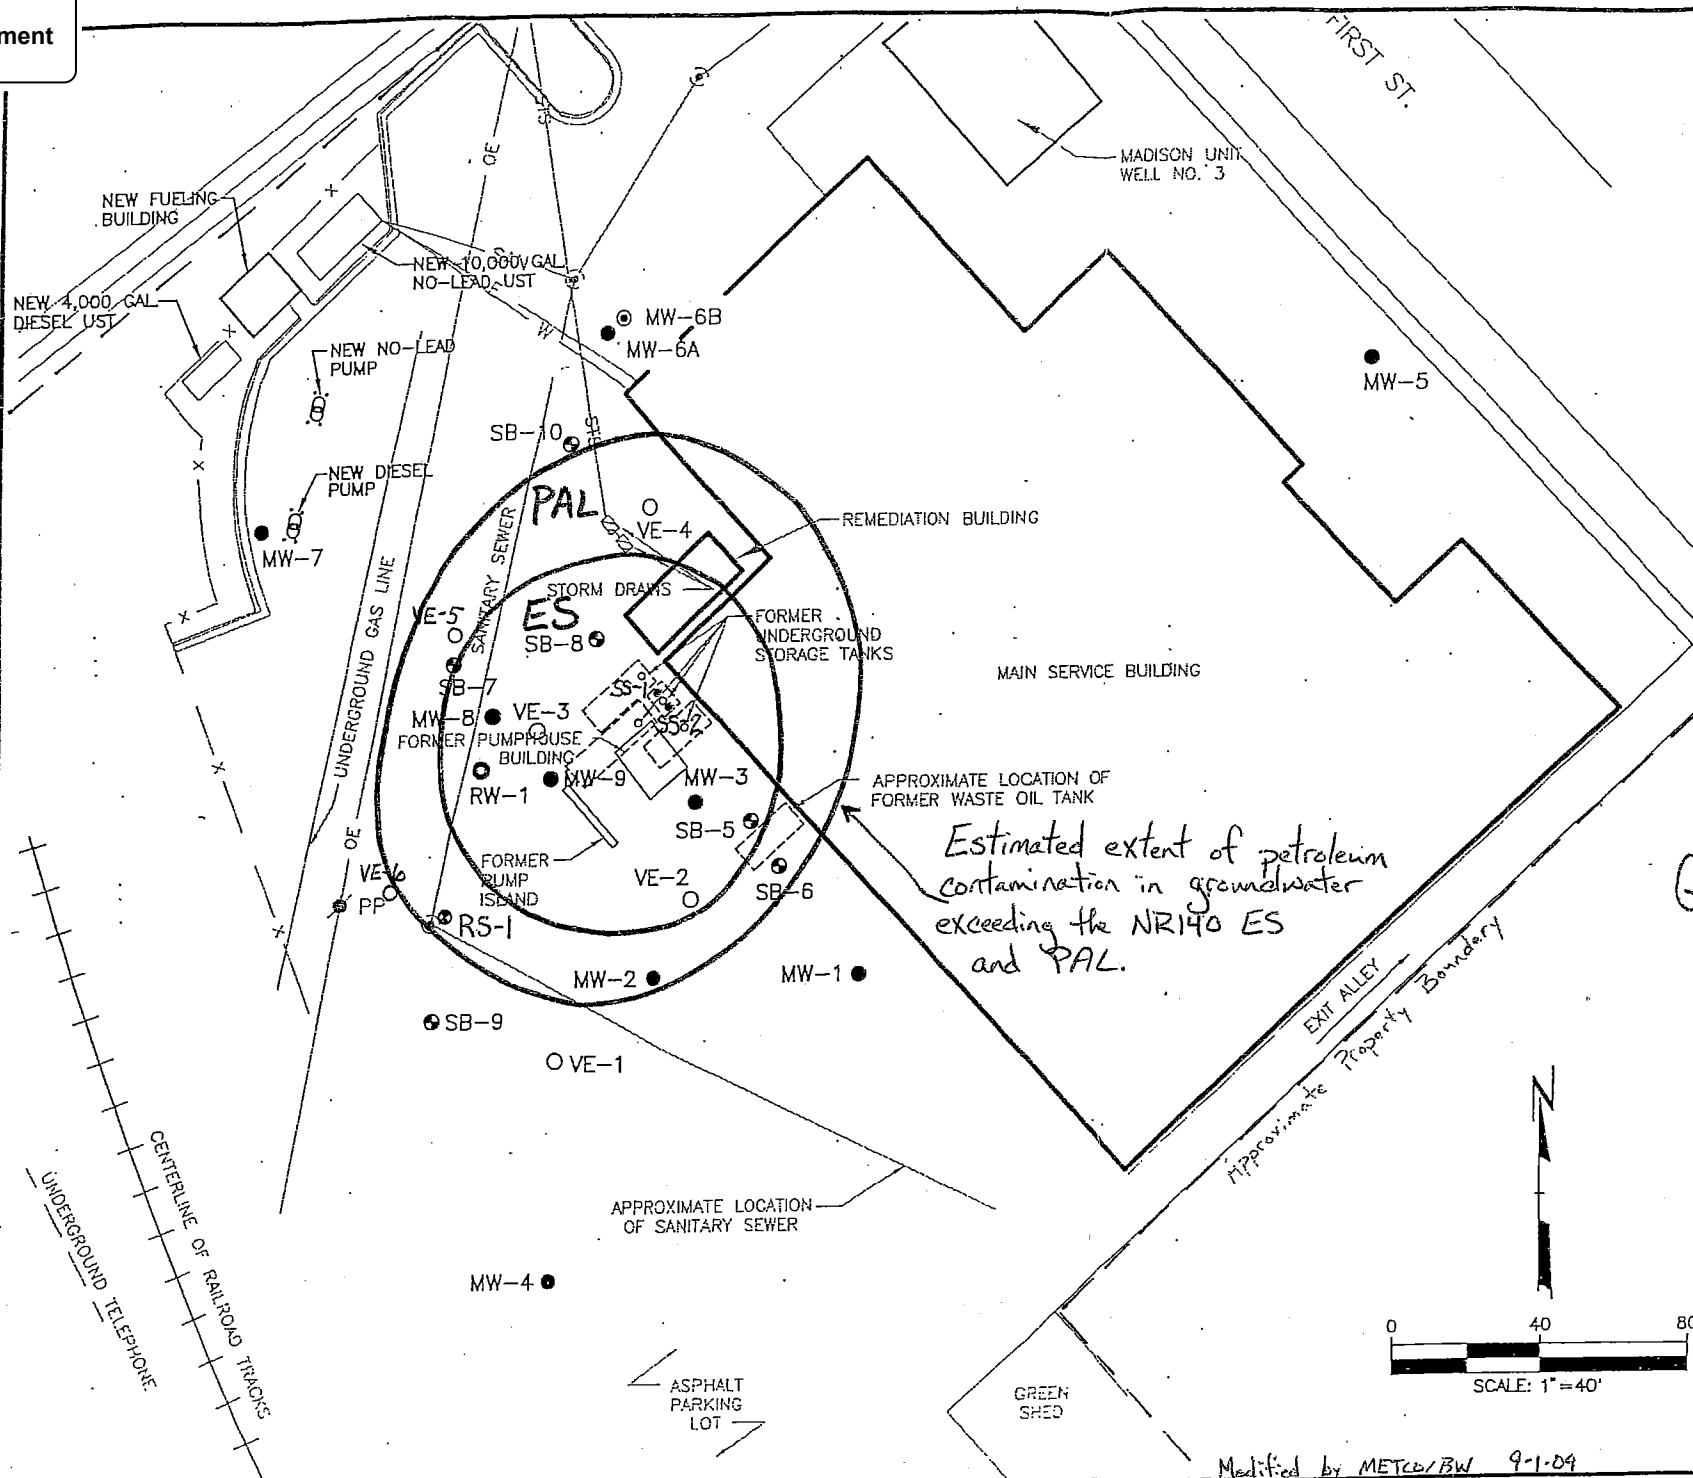 ment
FIRST ST.
MADISON UNIT
WELL NO. 3
NEW FUELING
BUILDING
OE
NEW 10,000 GAL
NO-LEAD UST
NEW 4,000 GAL
DIESEL UST
W
MW-6B
MW-6A
NEW NO-LEAD
PUMP
MW-5
SB-10
NEW DIESEL
PUMP
PAL
VE-4
REMEDIATION BUILDING
MW-7
SANITARY SEWER
UNDERGROUND GAS LINE
STORM DRAINS
ES
VE-5
SB-8
FORMER
UNDERGROUND
STORAGE TANKS
MAIN SERVICE BUILDING
SB-7
SS-1
SS-2
MW-8
VE-3
FORMER PUMPHOUSE
BUILDING
MW-9
RW-1
MW-3
APPROXIMATE LOCATION OF
FORMER WASTE OIL TANK
SB-5
OE
Estimated extent of petroleum
contamination in groundwater
exceeding the NR140 ES
and PAL.
FORMER
PUMP
ISLAND
VE-2
SB-6
VE-6
PP
RS-1
MW-2
MW-1
SB-9
VE-1
EXIT ALLEY
Approximate Property Boundary
N
CENTERLINE OF RAILROAD TRACKS
UNDERGROUND TELEPHONE
APPROXIMATE LOCATION
OF SANITARY SEWER
MW-4
0 40 80
SCALE: 1"=40'
ASPHALT
PARKING
LOT
GREEN
SHED
Modified by METCO/BW 9-1-09